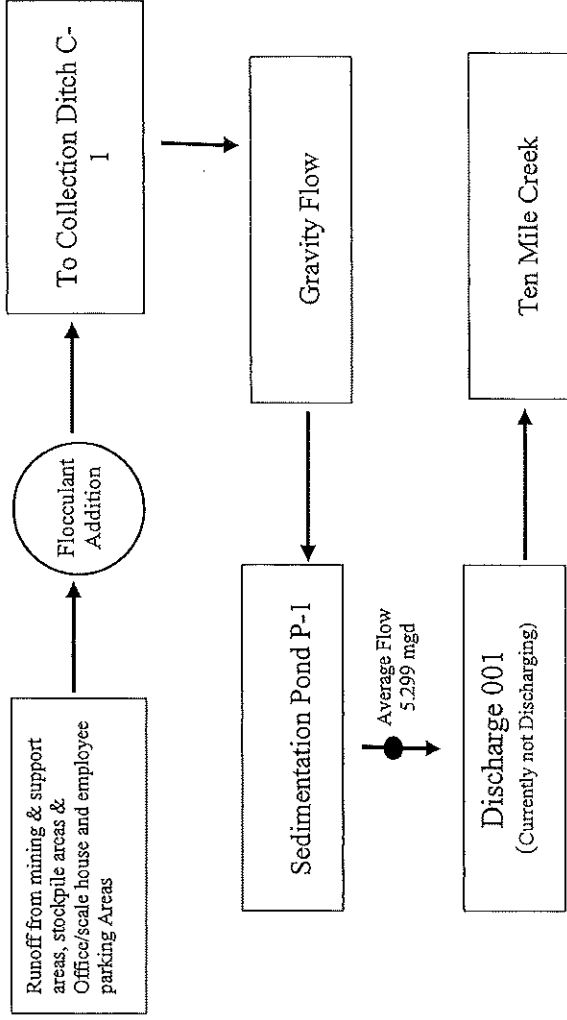 Runoff from mining & support
areas, stockpile areas &
Office/scale house and employee
parking Areas
Flocculant
Addition
To Collection Ditch C-
1
Gravity Flow
Sedimentation Pond P-1
Average Flow
5.299 mgd
Discharge 001
(Currently not Discharging)
Ten Mile Creek